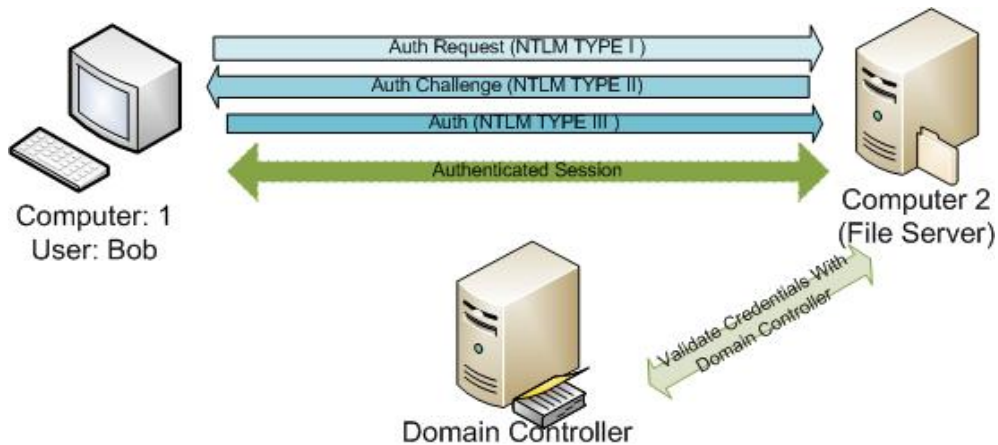 Auth Request (NTLM TYPE I )
Auth Challenge (NTLM TYPE II)
Auth (NTLM TYPE III )
Authenticated Session
Computer: 1
User: Bob
Computer 2
(File Server)
Validate Credentials With
Domain Controller
Domain Controller